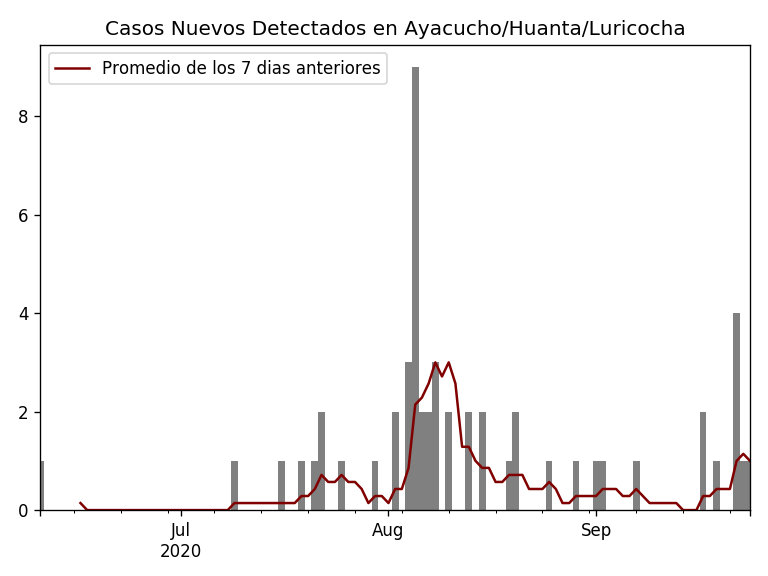 Casos Nuevos Detectados en Ayacucho/Huanta/Luricocha
Promedio de los 7 dias anteriores
8
6
4
2
0
Jul
2020
Aug
Sep